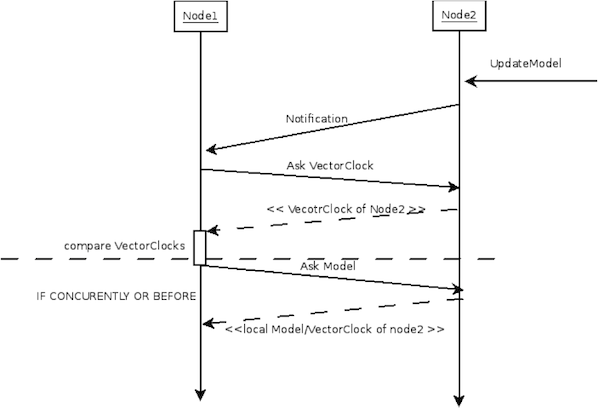 Node1
Node2
UpdateModel
Notification
Ask VectorClock
<< VecotrClock of Node2 >>
compare VectorClocks
Ask Model
IF CONCURENTLY OR BEFORE
<<local Model/VectorClock of node2 >>